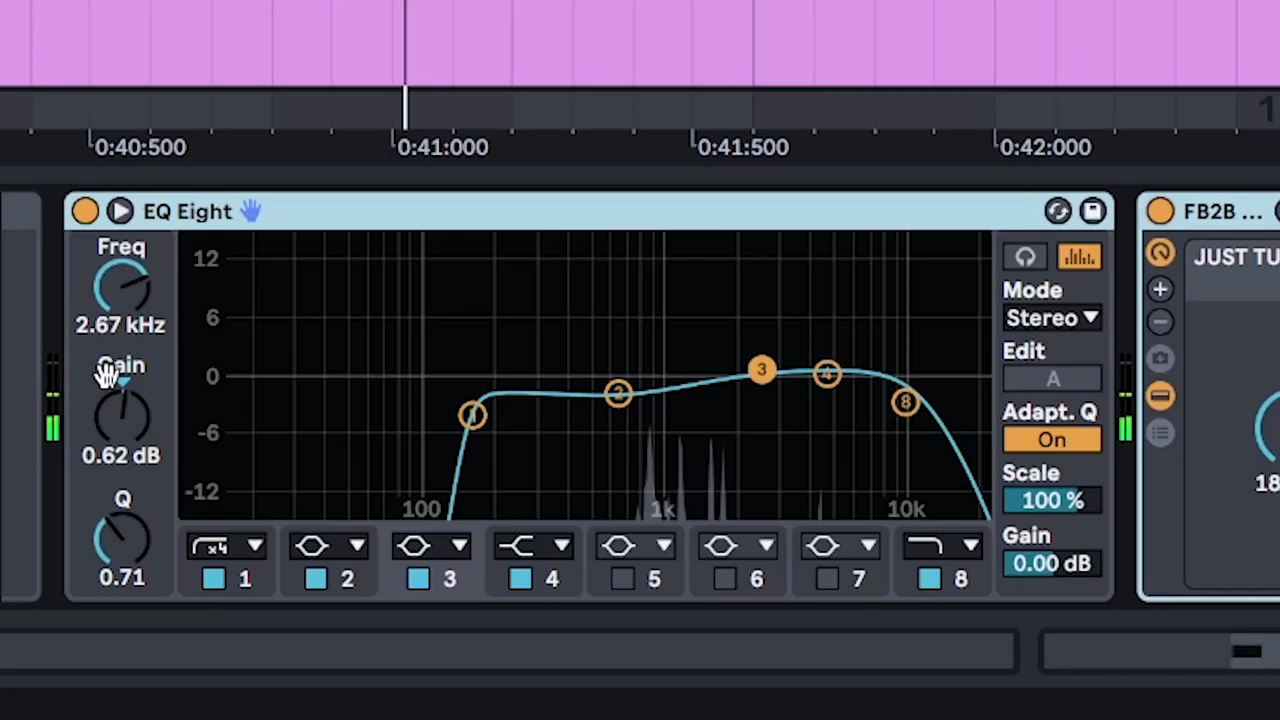 1
0:40:500
0:41:000
0:41:500
0:42:000
EQ Eight
FB2B ...
Freq
2.67 kHz
Gain
0.62 dB
Q
0.71
12
6
0
-6
-12
100
1k
10k
1
2
3
4
8
x4
1
2
3
4
5
6
7
8
Mode
Stereo
Edit
A
Adapt. Q
On
Scale
100 %
Gain
0.00 dB
JUST TU
18